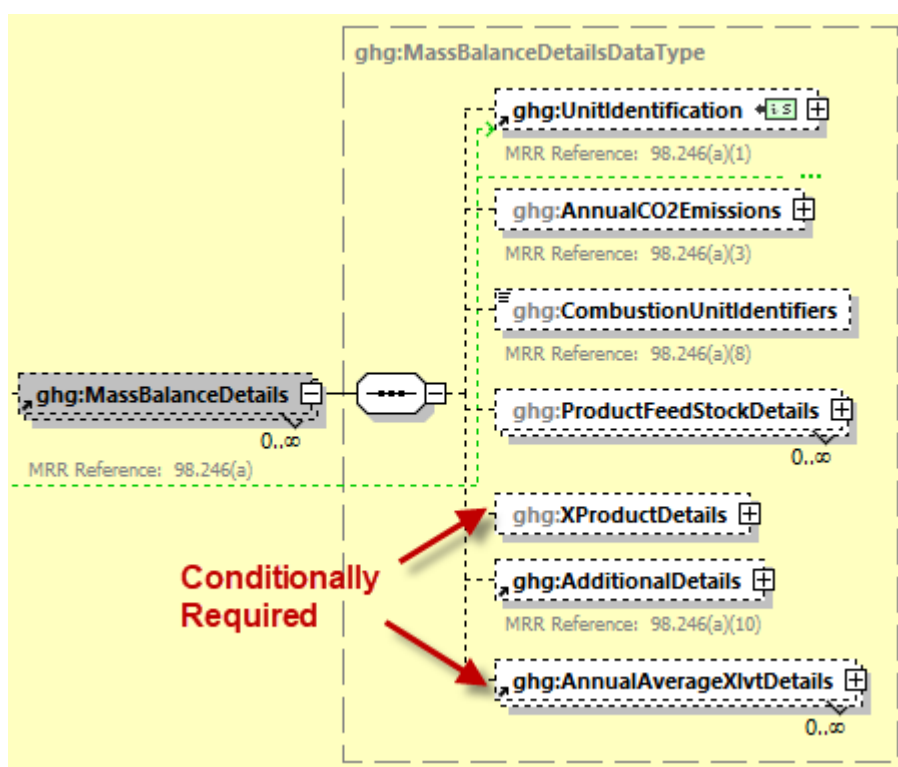 ghg:MassBalanceDetailsDataType
ghg:UnitIdentification
is
MRR Reference: 98.246(a)(1)
ghg:AnnualCO2Emissions
MRR Reference: 98.246(a)(3)
ghg:CombustionUnitIdentifiers
MRR Reference: 98.246(a)(8)
ghg:MassBalanceDetails
0..∞
MRR Reference: 98.246(a)
ghg:ProductFeedStockDetails
0..∞
ghg:XProductDetails
Conditionally
Required
ghg:AdditionalDetails
MRR Reference: 98.246(a)(10)
ghg:AnnualAverageXlvtDetails
0..∞